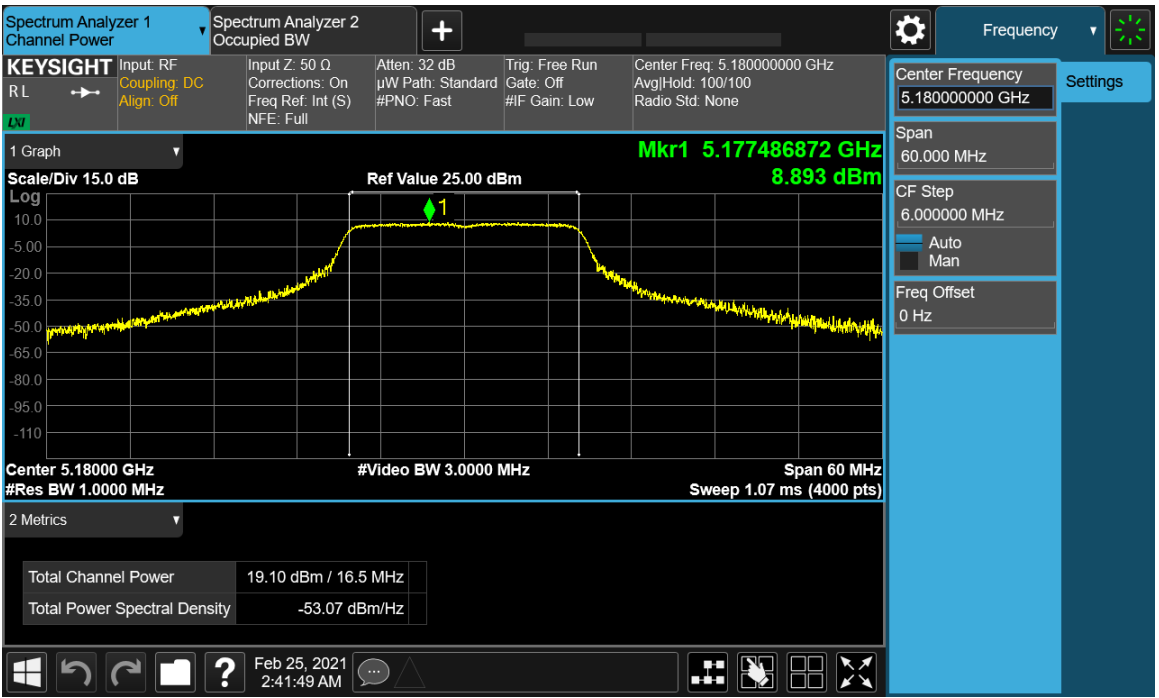 Spectrum Analyzer 1
Channel Power
Spectrum Analyzer 2
Occupied BW
Frequency
KEYSIGHT
R L
LXI
Input: RF
Coupling: DC
Align: Off
Input Z: 50 Ω
Corrections: On
Freq Ref: Int (S)
NFE: Full
Atten: 32 dB
µW Path: Standard
#PNO: Fast
Trig: Free Run
Gate: Off
#IF Gain: Low
Center Freq: 5.180000000 GHz
Avg|Hold: 100/100
Radio Std: None
Center Frequency
5.180000000 GHz
Settings
Span
60.000 MHz
CF Step
6.000000 MHz
Auto
Man
Freq Offset
0 Hz
1 Graph
Mkr1 5.177486872 GHz
8.893 dBm
Scale/Div 15.0 dB
Ref Value 25.00 dBm
Log
1
10.0
-5.00
-20.0
-35.0
-50.0
-65.0
-80.0
-95.0
-110
Center 5.18000 GHz
#Video BW 3.0000 MHz
Span 60 MHz
#Res BW 1.0000 MHz
Sweep 1.07 ms (4000 pts)
2 Metrics
Total Channel Power 19.10 dBm / 16.5 MHz
Total Power Spectral Density -53.07 dBm/Hz
?
Feb 25, 2021
2:41:49 AM